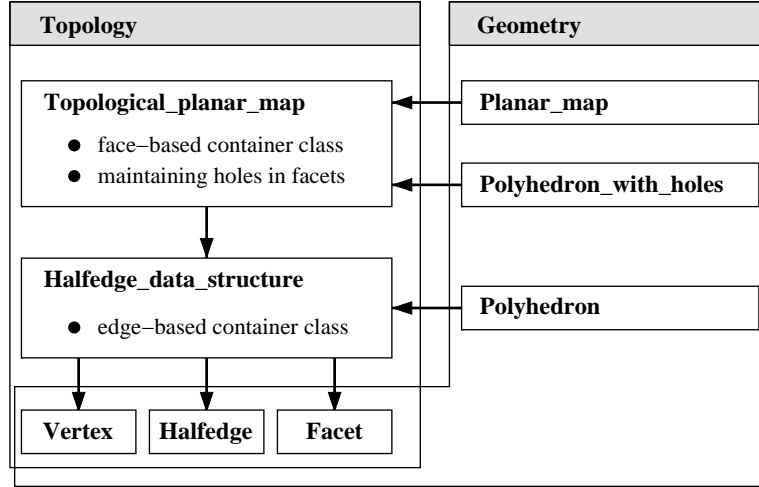 Topology
Geometry
Topological_planar_map
● face−based container class
● maintaining holes in facets
Planar_map
Polyhedron_with_holes
Halfedge_data_structure
● edge−based container class
Polyhedron
Vertex
Halfedge
Facet